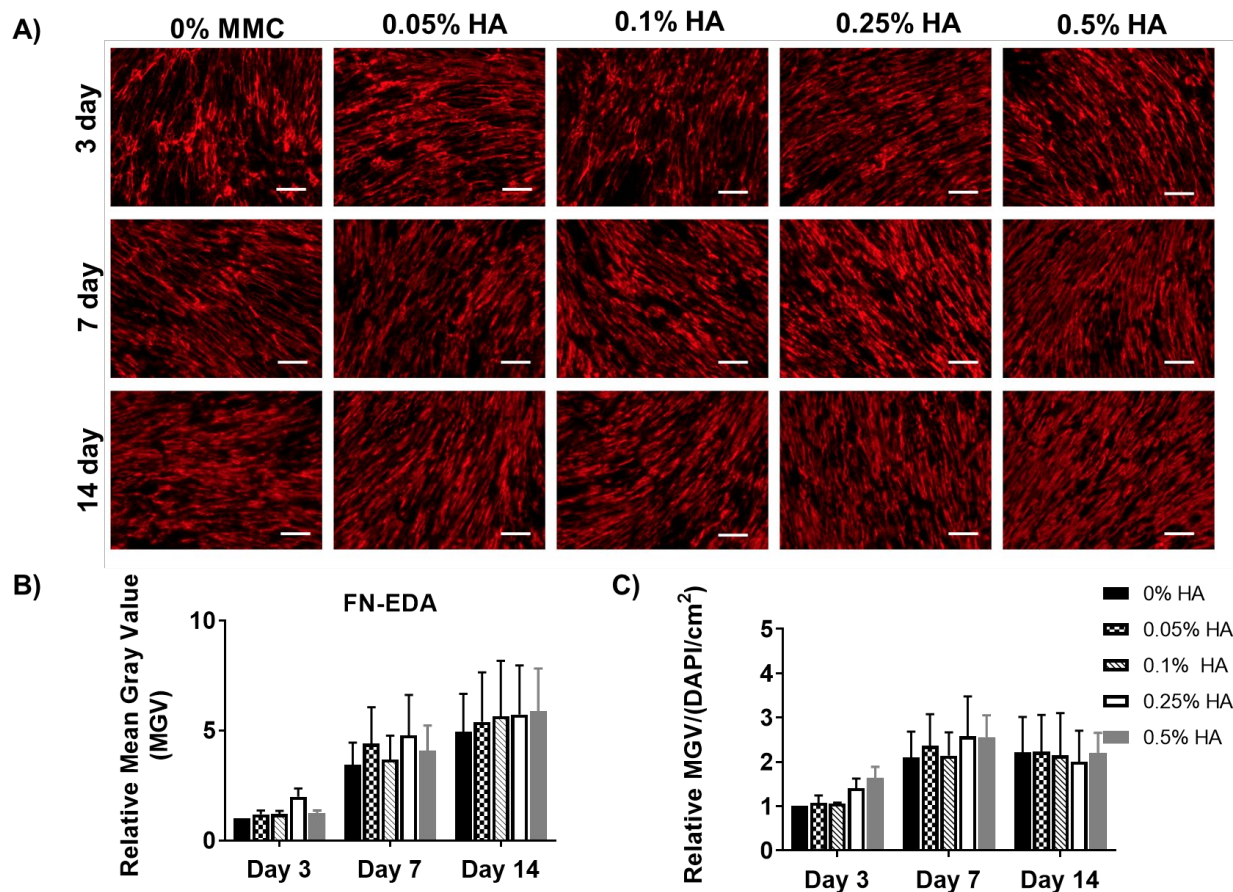 A)
0% MMC 0.05% HA 0.1% HA 0.25% HA 0.5% HA
3 day
7 day
14 day
B)
FN-EDA
Relative Mean Gray Value
(MGV)
10
5
0
Day 3 Day 7 Day 14
C)
Relative MGV/(DAPI/cm²)
5
4
3
2
1
0
Day 3 Day 7 Day 14
0% HA
0.05% HA
0.1% HA
0.25% HA
0.5% HA